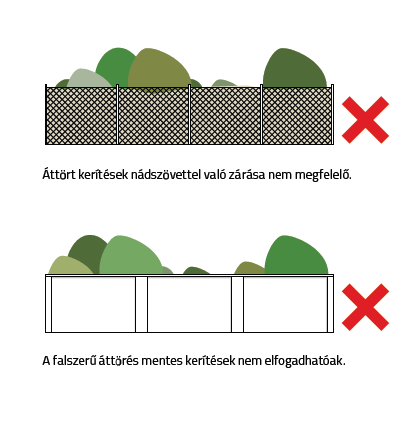 Áttört kerítések nádszövettel való zárása nem megfelelő.
A falszerű áttörés mentes kerítések nem elfogadhatóak.